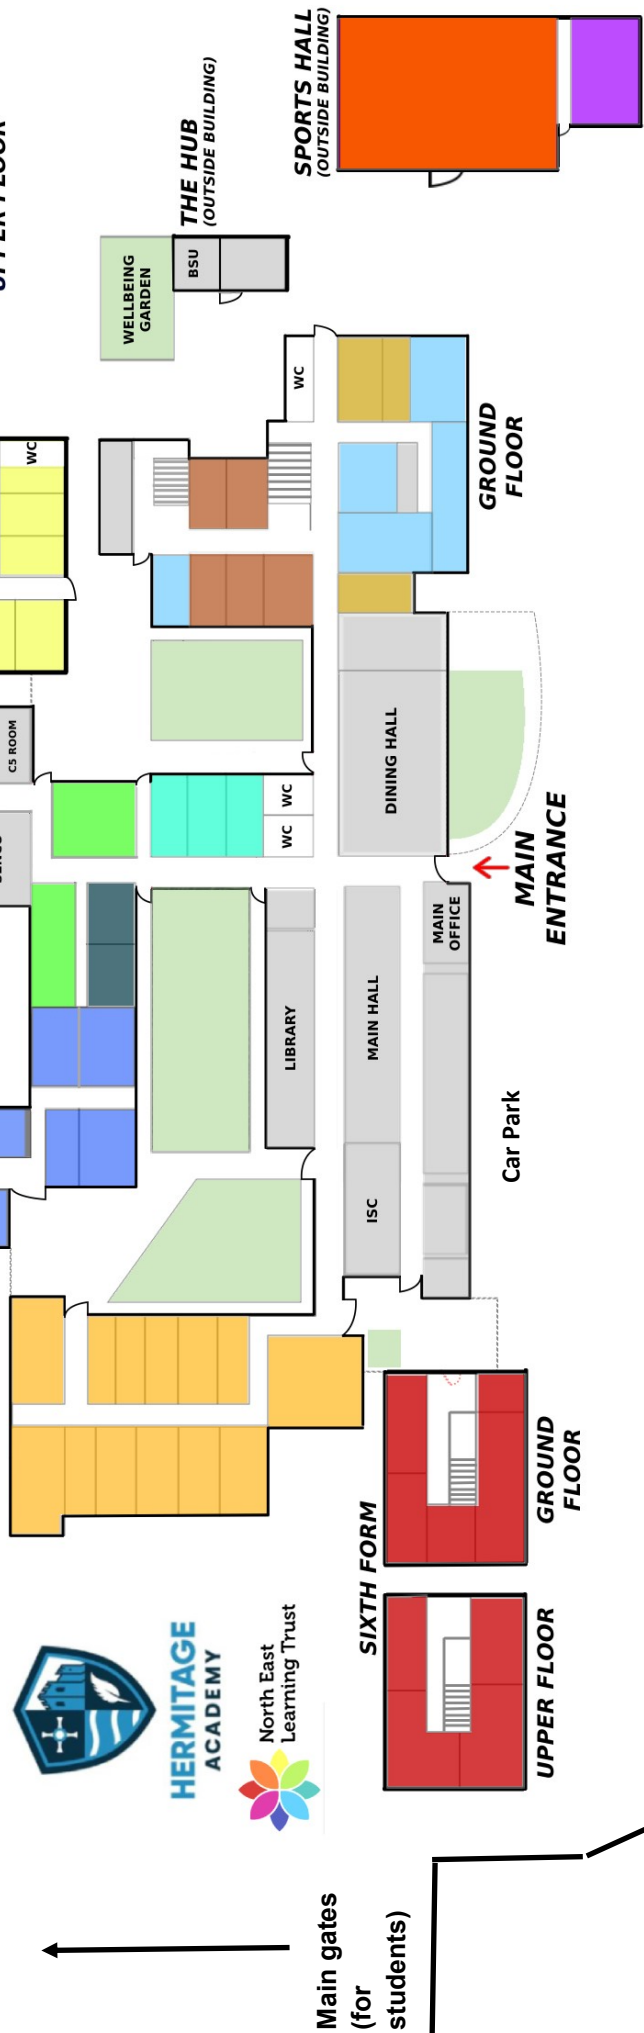 HERMITAGE
ACADEMY
North East
Learning Trust
C5 ROOM
WC
WELLBEING
GARDEN
BSU
THE HUB
(OUTSIDE BUILDING)
LIBRARY
WC
WC
WC
SPORTS HALL
(OUTSIDE BUILDING)
Main gates
(for
students)
SIXTH FORM
ISC
MAIN HALL
DINING HALL
MAIN
OFFICE
GROUND
FLOOR
UPPER FLOOR
GROUND
FLOOR
Car Park
MAIN
ENTRANCE